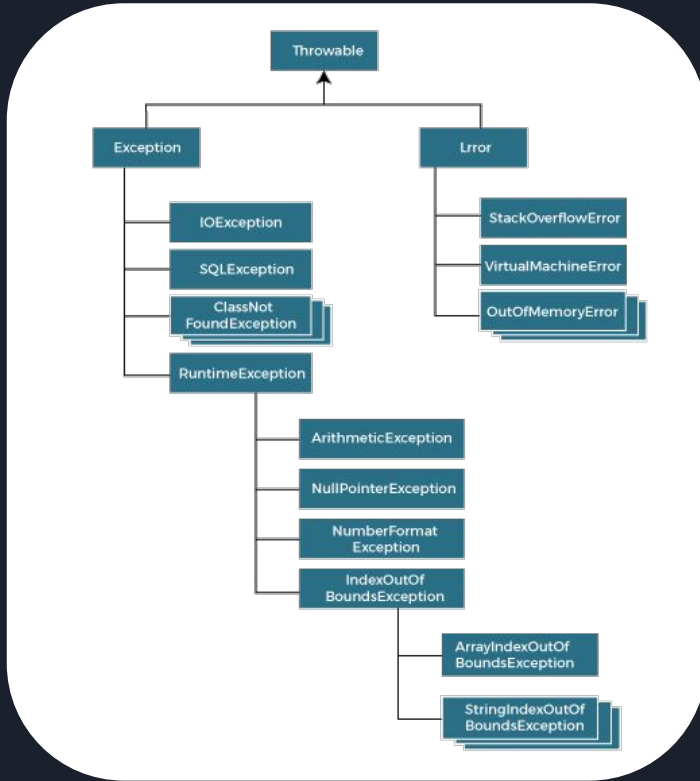 Throwable
Exception
Lrror
IOException
SQLException
ClassNot
FoundException
RuntimeException
StackOverflowError
VirtualMachineError
OutOfMemoryError
ArithmeticException
NullPointerException
NumberFormat
Exception
IndexOutOf
BoundsException
ArrayIndexOutOf
BoundsException
StringIndexOutOf
BoundsException